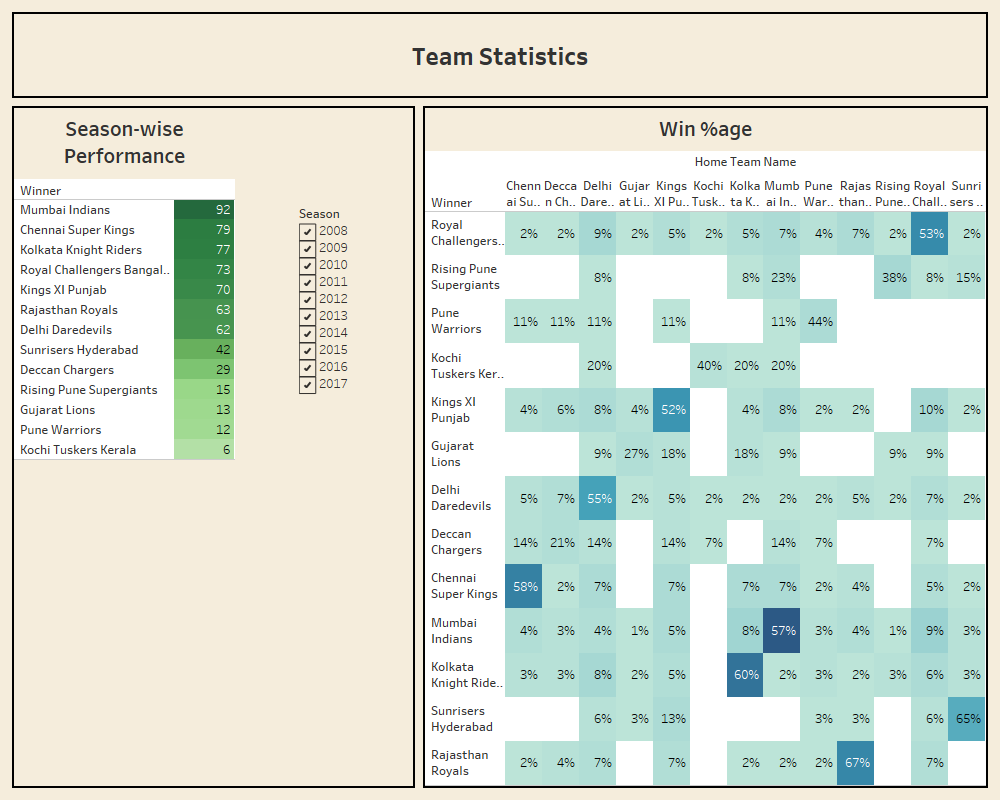 Team Statistics
Season-wise
Performance
Winner
Mumbai Indians 92
Chennai Super Kings 79
Kolkata Knight Riders 77
Royal Challengers Bangal.. 73
Kings XI Punjab 70
Rajasthan Royals 63
Delhi Daredevils 62
Sunrisers Hyderabad 42
Deccan Chargers 29
Rising Pune Supergiants 15
Gujarat Lions 13
Pune Warriors 12
Kochi Tuskers Kerala 6
Season
2008
2009
2010
2011
2012
2013
2014
2015
2016
2017
Win %age
Home Team Name
Chenn Decca Delhi Gujar Kings Kochi Kolka Mumb Pune Rajas Rising Royal Sunri
Winner ai Su.. n Ch.. Dare.. at Li.. XI Pu.. Tusk.. ta K.. ai In.. War.. than.. Pune.. Chall.. sers ..
Royal
Challengers.. 2% 2% 9% 2% 5% 2% 5% 7% 4% 7% 2% 53% 2%
Rising Pune
Supergiants 8% 8% 23% 38% 8% 15%
Pune
Warriors 11% 11% 11% 11% 11% 44%
Kochi
Tuskers Ker.. 20% 40% 20% 20%
Kings XI
Punjab 4% 6% 8% 4% 52% 4% 8% 2% 2% 10% 2%
Gujarat
Lions 9% 27% 18% 18% 9% 9% 9%
Delhi
Daredevils 5% 7% 55% 2% 5% 2% 2% 2% 2% 5% 2% 7% 2%
Deccan
Chargers 14% 21% 14% 14% 7% 14% 7% 7%
Chennai
Super Kings 58% 2% 7% 7% 7% 7% 2% 4% 5% 2%
Mumbai
Indians 4% 3% 4% 1% 5% 8% 57% 3% 4% 1% 9% 3%
Kolkata
Knight Ride.. 3% 3% 8% 2% 5% 60% 2% 3% 2% 3% 6% 3%
Sunrisers
Hyderabad 6% 3% 13% 3% 3% 6% 65%
Rajasthan
Royals 2% 4% 7% 7% 2% 2% 2% 67% 7%